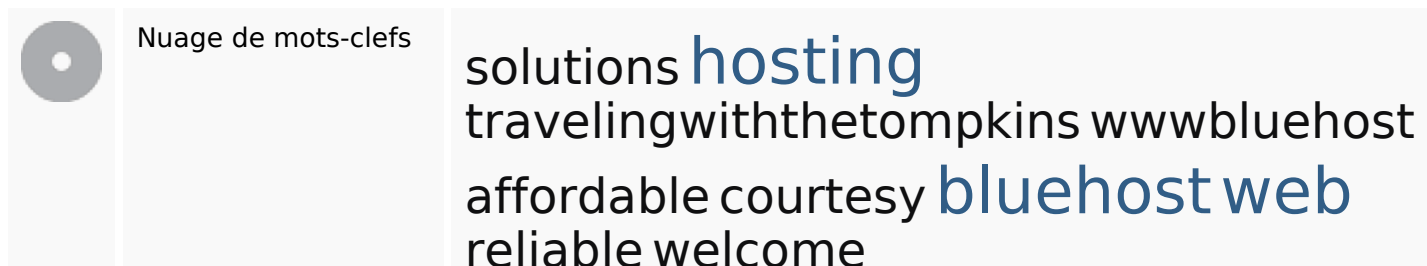 Nuage de mots-clefs
solutions hosting
travelingwiththetompkins wwwbluehost
affordable courtesy bluehost web
reliable welcome